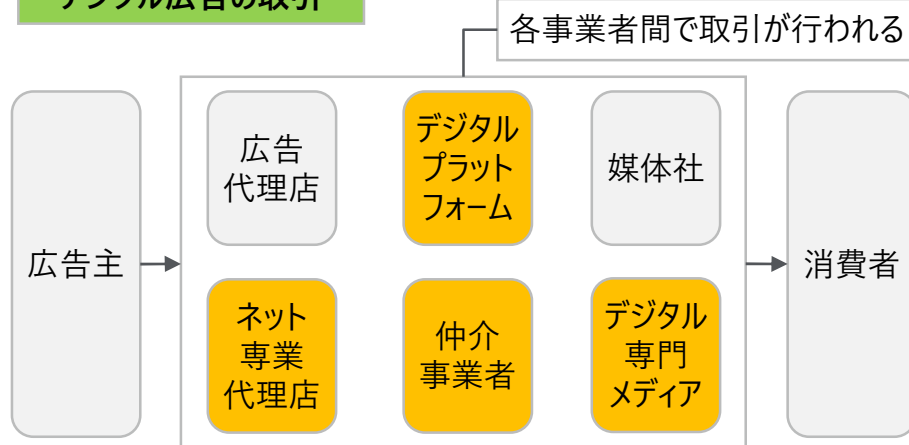 デジタル広告の取引
各事業者間で取引が行われる
広告主
広告
代理店
デジタル
プラット
フォーム
媒体社
ネット
専業
代理店
仲介
事業者
デジタル
専門
メディア
消費者